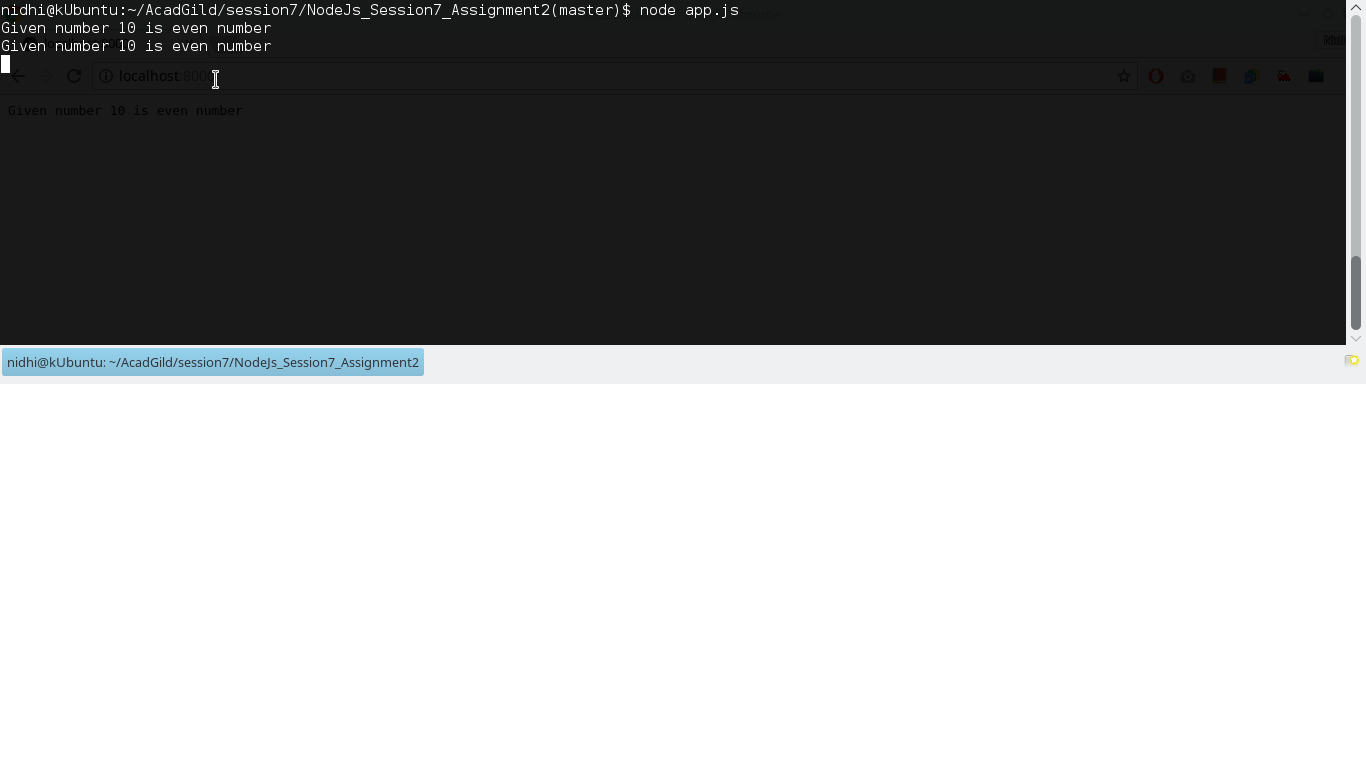 nidhi@kUbuntu:~/AcadGild/session7/NodeJs_Session7_Assignment2(master)$ node app.js
Given number 10 is even number
Given number 10 is even number
localhost:8000
Given number 10 is even number
nidhi@kUbuntu: ~/AcadGild/session7/NodeJs_Session7_Assignment2